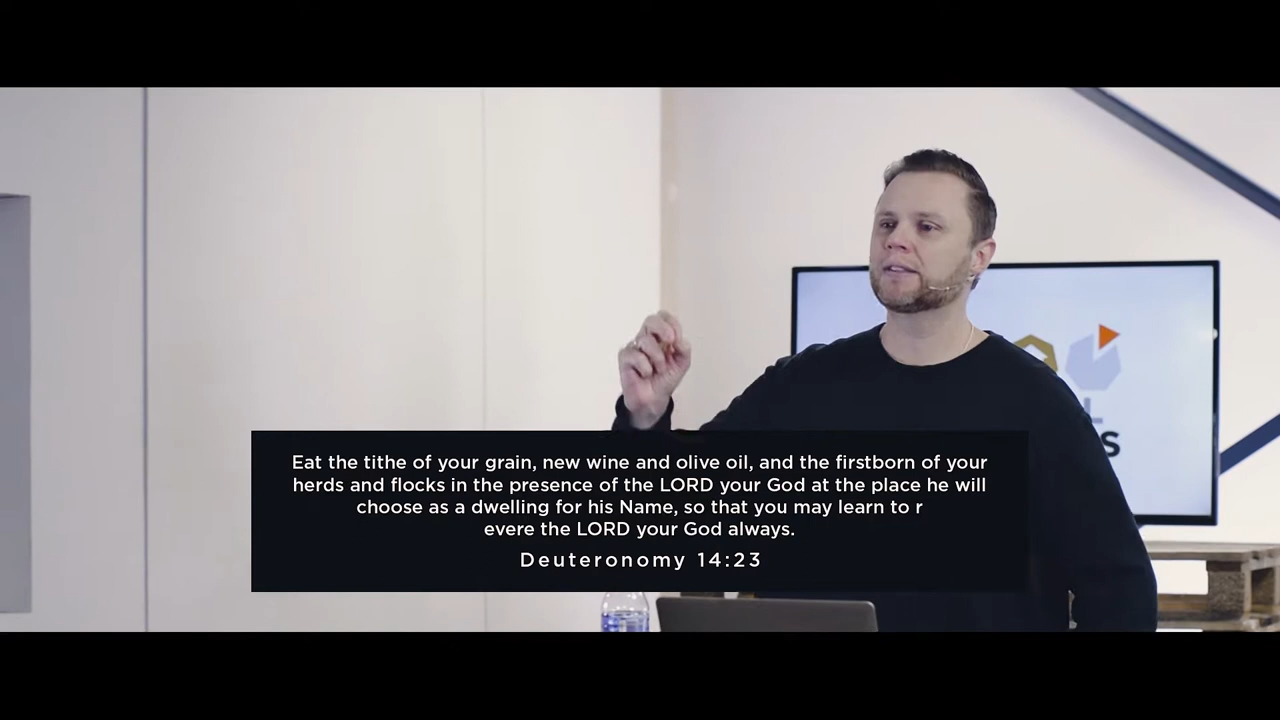 Eat the tithe of your grain, new wine and olive oil, and the firstborn of your
herds and flocks in the presence of the LORD your God at the place he will
choose as a dwelling for his Name, so that you may learn to r
evere the LORD your God always.
Deuteronomy 14:23